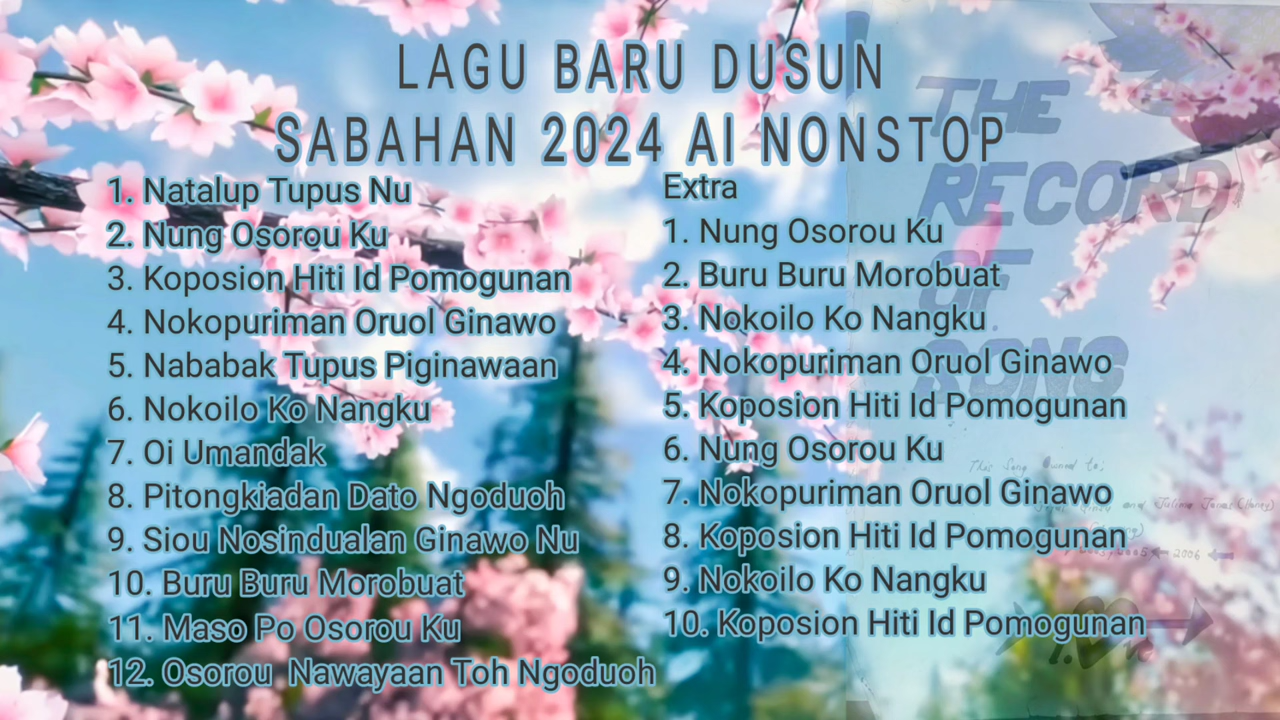 LAGU BARU DUSUN
SABAHAN 2024 AI NONSTOP
1. Natalup Tupus Nu
2. Nung Osorou Ku
3. Koposion Hiti Id Pomogunan
4. Nokopuriman Oruol Ginawo
5. Nababak Tupus Piginawaan
6. Nokoilo Ko Nangku
7. Oi Umandak
8. Pitongkiadan Dato Ngoduoh
9. Siou Nosindualan Ginawo Nu
10. Buru Buru Morobuat
11. Maso Po Osorou Ku
12. Osorou Nawayaan Toh Ngoduoh
Extra
1. Nung Osorou Ku
2. Buru Buru Morobuat
3. Nokoilo Ko Nangku
4. Nokopuriman Oruol Ginawo
5. Koposion Hiti Id Pomogunan
6. Nung Osorou Ku
7. Nokopuriman Oruol Ginawo
8. Koposion Hiti Id Pomogunan
9. Nokoilo Ko Nangku
10. Koposion Hiti Id Pomogunan
THE
RECORD
OF
SONG
This Song Owned to;
and
2005
2006